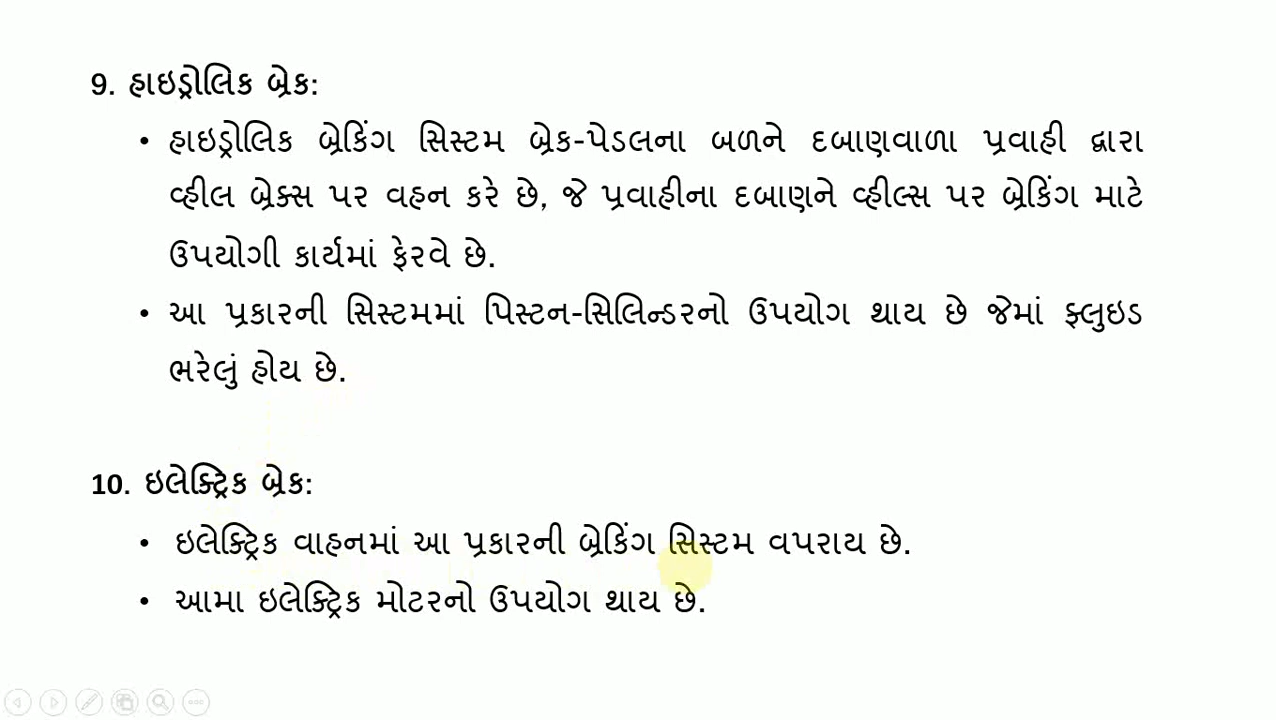 9. હાઇડ્રોલિક બ્રેક:
• હાઇડ્રોલિક બ્રેકિંગ સિસ્ટમ બ્રેક-પેડલના બળને દબાણવાળા પ્રવાહી દ્વારા
વ્હીલ બ્રેક્સ પર વહન કરે છે, જે પ્રવાહીના દબાણને વ્હીલ્સ પર બ્રેકિંગ માટે
ઉપયોગી કાર્યમાં ફેરવે છે.
• આ પ્રકારની સિસ્ટમમાં પિસ્ટન-સિલિન્ડરનો ઉપયોગ થાય છે જેમાં ફ્લુઇડ
ભરેલું હોય છે.
10. ઇલેક્ટ્રિક બ્રેક:
• ઇલેક્ટ્રિક વાહનમાં આ પ્રકારની બ્રેકિંગ સિસ્ટમ વપરાય છે.
• આમા ઇલેક્ટ્રિક મોટરનો ઉપયોગ થાય છે.